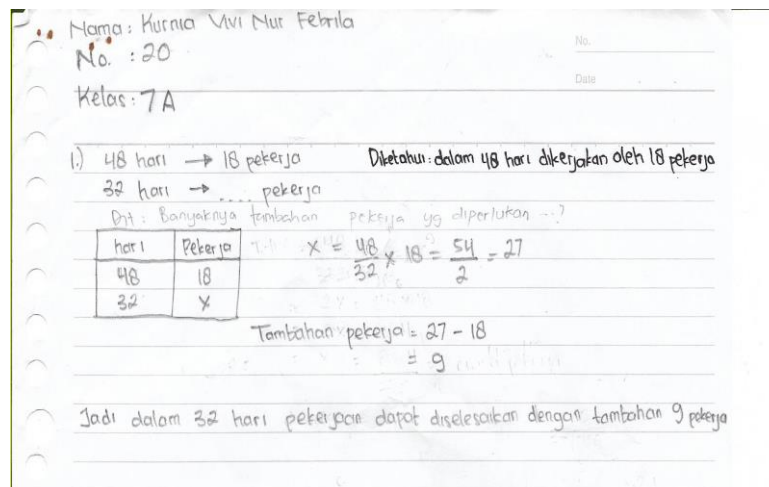 Nama: Kurnia Vivi Nur Febrila
No. : 20
Kelas: 7A
No.
Date
1.) 48 hari → 18 pekerja
Diketahui: dalam 48 hari dikerjakan oleh 18 pekerja
32 hari → .... pekerja
Dit : Banyaknya tambahan pekerja yg diperlukan ...?
hari Pekerja
48 18
32 x
x = 48/32 x 18 = 54/2 = 27
Tambahan pekerja = 27 - 18
= 9
Jadi dalam 32 hari pekerjaan dapat diselesaikan dengan tambahan 9 pekerja